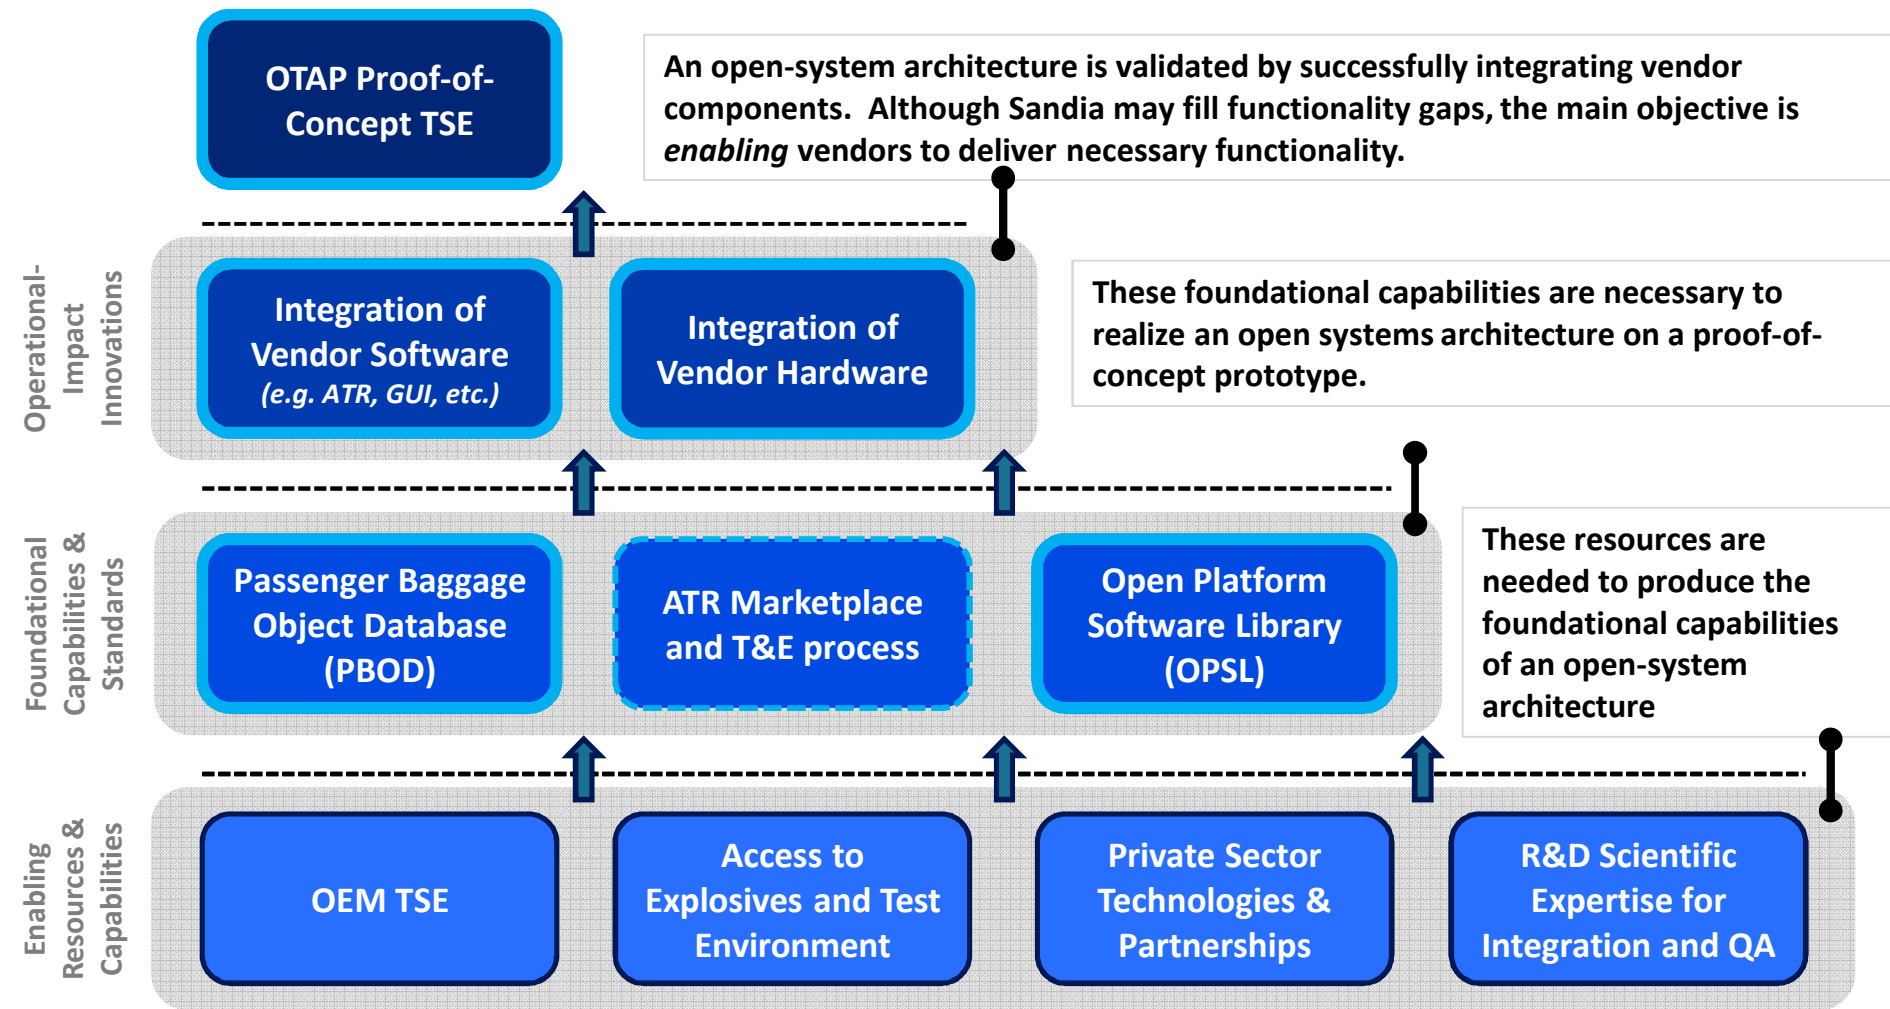 OTAP Proof-of-
Concept TSE
An open-system architecture is validated by successfully integrating vendor
components.  Although Sandia may fill functionality gaps, the main objective is
enabling vendors to deliver necessary functionality.
Operational-
Impact
Innovations
Integration of
Vendor Software
(e.g. ATR, GUI, etc.)
Integration of
Vendor Hardware
These foundational capabilities are necessary to
realize an open systems architecture on a proof-of-
concept prototype.
Foundational
Capabilities &
Standards
Passenger Baggage
Object Database
(PBOD)
ATR Marketplace
and T&E process
Open Platform
Software Library
(OPSL)
These resources are
needed to produce the
foundational capabilities
of an open-system
architecture
Enabling
Resources &
Capabilities
OEM TSE
Access to
Explosives and Test
Environment
Private Sector
Technologies &
Partnerships
R&D Scientific
Expertise for
Integration and QA